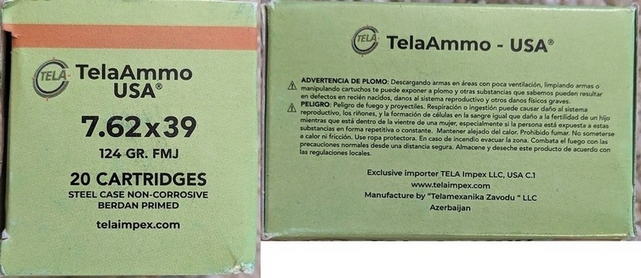 TELA
TelaAmmo
USA®
7.62x39
124 GR. FMJ
20 CARTRIDGES
STEEL CASE NON-CORROSIVE
BERDAN PRIMED
telaimpex.com
TELA
TelaAmmo - USA®
ADVERTENCIA DE PLOMO: Descargando armas en áreas con poca ventilación, limpiando armas o
manipulando cartuchos te puede exponer a plomo y otras substancias que sabemos pueden resultar
en defectos en recién nacidos, danos al sistema reproductivo y otros danos físicos graves.
PELIGRO: Peligro de fuego y proyectiles. Respiración o ingestión puede causar daño al sistema
reproductivo, los riñones, y la formación de células en la sangre igual que daño a la fertilidad de un hijo
mientras que está dentro de la vientre de una mujer, especialmente si la persona está expuesta a estas
substancias en forma repetitiva o constante. Mantener alejado del calor. Prohibido fumar. No someterse
a calor ni fricción. Use ropa protectora. En caso de incendio evacuar la zona. Combata el fuego con las
precauciones normales desde una distancia segura. Almacene y deseche este producto de acuerdo con
las regulaciones locales.
Exclusive importer TELA Impex LLC, USA C.1
www.telaimpex.com
Manufacture by "Telamexanika Zavodu " LLC
Azerbaijan